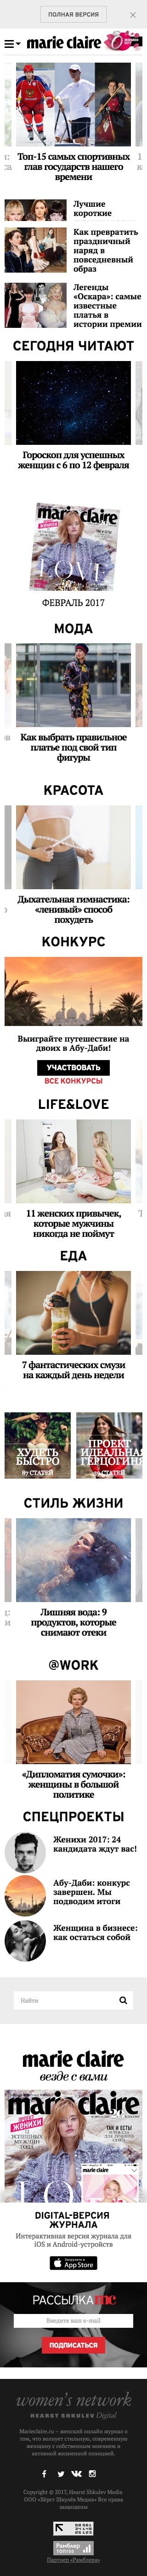 ПОЛНАЯ ВЕРСИЯ
marie claire
Топ-15 самых спортивных
глав государств нашего
времени
Лучшие
короткие
Как превратить
праздничный
наряд в
повседневный
образ
Легенды
«Оскара»: самые
известные
платья в
истории премии
СЕГОДНЯ ЧИТАЮТ
Гороскоп для успешных
женщин с 6 по 12 февраля
marie claire
ФЕВРАЛЬ 2017
МОДА
Как выбрать правильное
платье под свой тип
фигуры
КРАСОТА
Дыхательная гимнастика:
«ленивый» способ
похудеть
КОНКУРС
Выиграйте путешествие на
двоих в Абу-Даби!
УЧАСТВОВАТЬ
ВСЕ КОНКУРСЫ
LIFE&LOVE
11 женских привычек,
которые мужчины
никогда не поймут
ЕДА
7 фантастических смузи
на каждый день недели
ХУДЕТЬ
БЫСТРО
87 СТАТЕЙ
ПРОЕКТ
ИДЕАЛЬНАЯ
ГЕРЦОГИНЯ
СТАТЕЙ
СТИЛЬ ЖИЗНИ
Лишняя вода: 9
продуктов, которые
снимают отеки
@WORK
«Дипломатия сумочки»:
женщины в большой
политике
СПЕЦПРОЕКТЫ
Женихи 2017: 24
кандидата ждут вас!
Абу-Даби: конкурс
завершен. Мы
подводим итоги
Женщина в бизнесе:
как остаться собой
Найти
marie claire
везде с вами
marie claire
ЖЕНИХИ
marie claire
DIGITAL-ВЕРСИЯ
ЖУРНАЛА
Интерактивная версия журнала для
iOS и Android-устройств
Загрузите в
App Store
РАССЫЛКА mc
Введите ваш e-mail
ПОДПИСАТЬСЯ
women's network
HEARST SHKULEV Digital
Marieclaire.ru – женский онлайн журнал о
том, что волнует стильную, современную
женщину с собственным мнением и
активной жизненной позицией.
Copyright © 2017, Hearst Shkulev Media
ООО «Хёрст Шкулёв Медиа» Все права
защищены
Рамблер
ТОП100
Партнер «Рамблера»